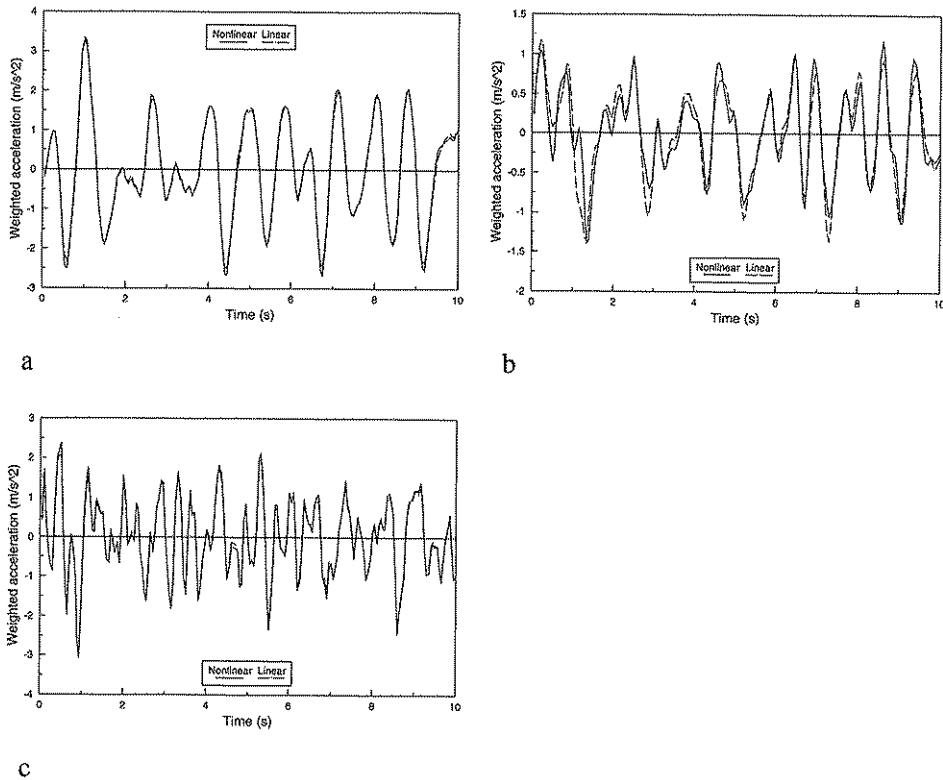 Nonlinear Linear
Weighted acceleration (m/s^2)
4
3
2
1
0
-1
-2
-3
0 2 4 6 8 10
Time (s)
a
1.5
1
0.5
0
-0.5
-1
-1.5
-2
Weighted acceleration (m/s^2)
Nonlinear Linear
0 2 4 6 8 10
Time (s)
b
3
2
1
0
-1
-2
-3
-4
Weighted acceleration (m/s^2)
Nonlinear Linear
0 2 4 6 8 10
Time (s)
c